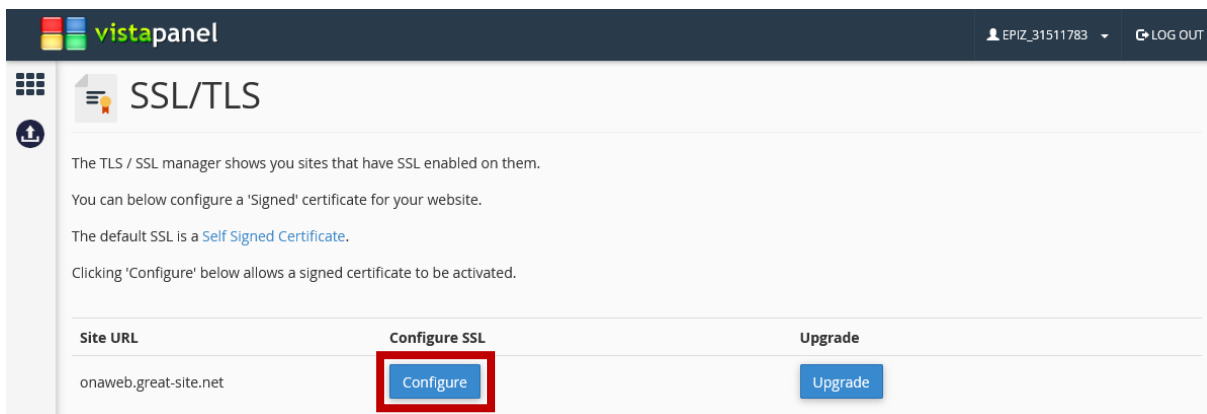 vistapanel
EPIZ_31511783
LOG OUT
SSL/TLS
The TLS / SSL manager shows you sites that have SSL enabled on them.
You can below configure a 'Signed' certificate for your website.
The default SSL is a Self Signed Certificate.
Clicking 'Configure' below allows a signed certificate to be activated.
Site URL Configure SSL Upgrade
onaweb.great-site.net Configure Upgrade